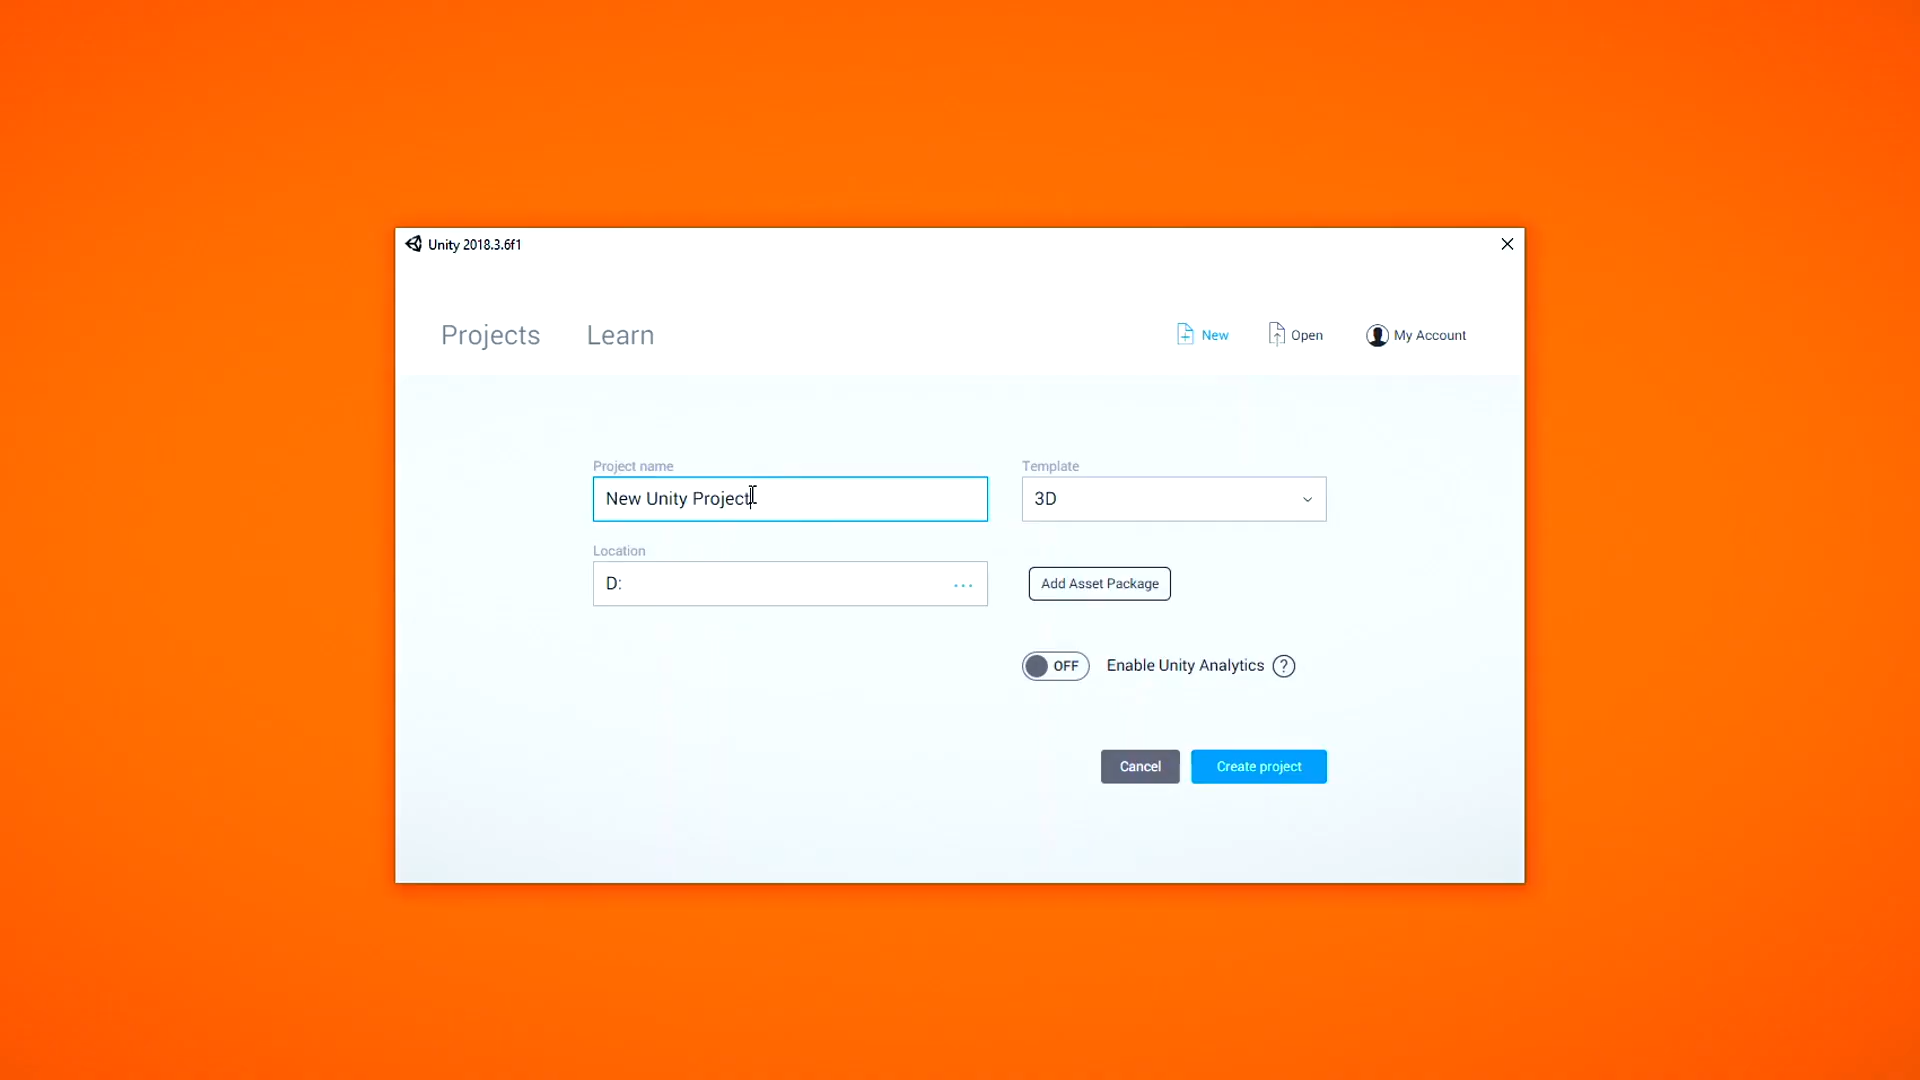 Unity 2018.3.6f1
Projects Learn New Open My Account
Project name Template
New Unity Project 3D
Location
D: ... Add Asset Package
OFF Enable Unity Analytics ?
Cancel Create project